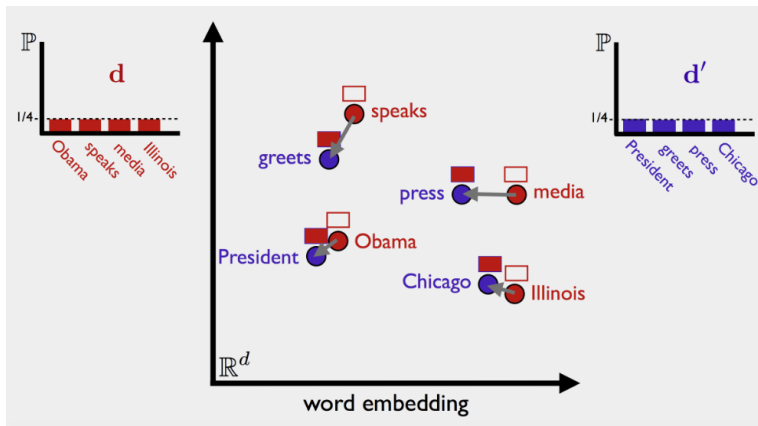 ℙ
d
1/4
Obama
speaks
media
Illinois
speaks
greets
press
media
Obama
President
Chicago
Illinois
ℝᵈ
word embedding
ℙ
d′
1/4
President
greets
press
Chicago